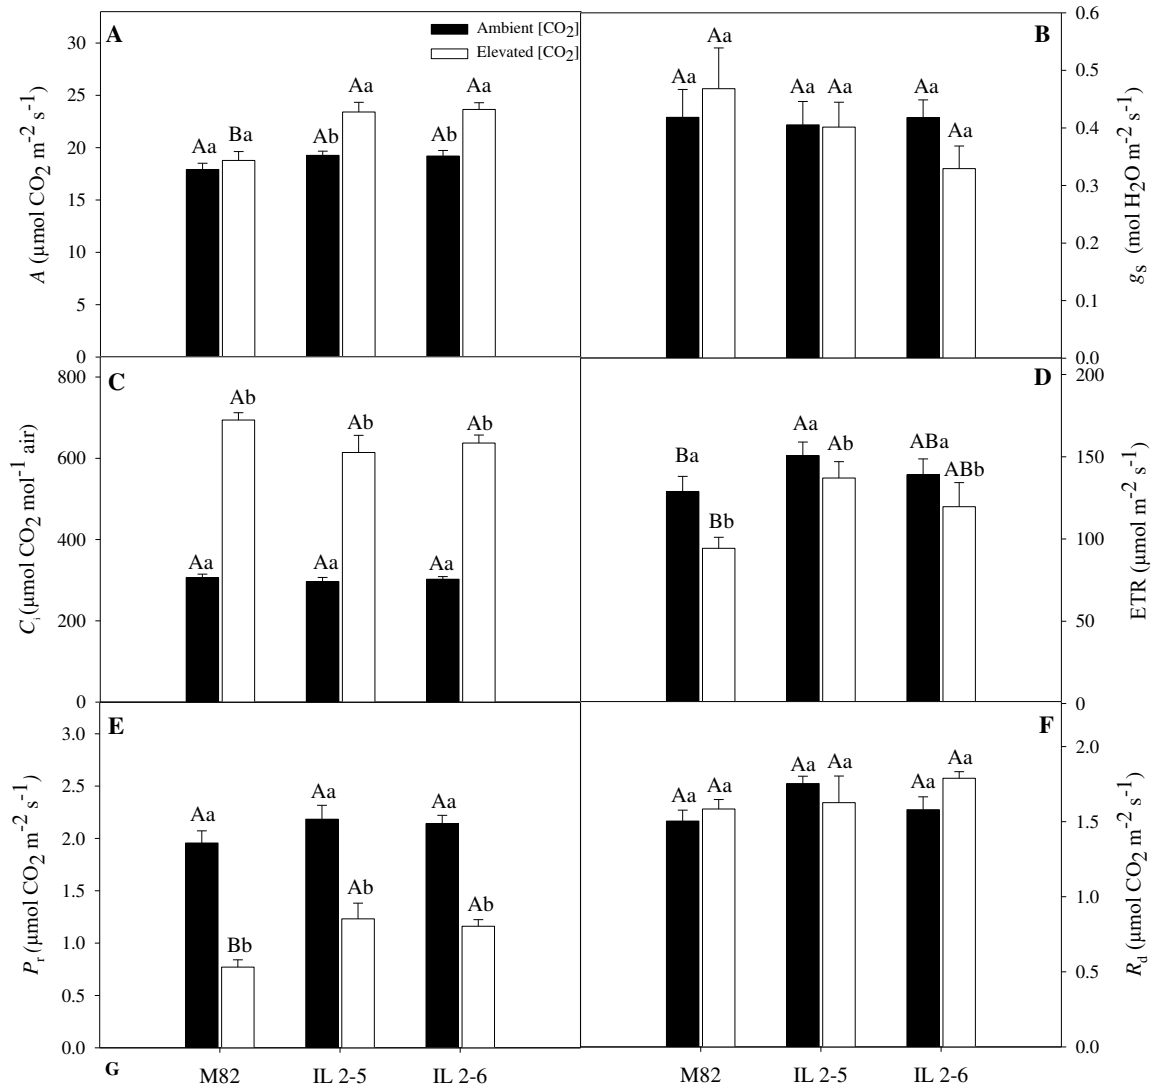 A
Ambient [CO2]
Elevated [CO2]
30
25
20
15
10
5
0
A (µmol CO2 m-2 s-1)
Aa
Ba
Ab
Aa
Ab
Aa
B
0.6
0.5
0.4
0.3
0.2
0.1
0.0
gs (mol H2O m-2 s-1)
Aa
Aa
Aa
Aa
Aa
Aa
C
800
600
400
200
0
Ci (µmol CO2 mol-1 air)
Aa
Ab
Aa
Ab
Aa
Ab
D
200
150
100
50
0
ETR (µmol m-2 s-1)
Ba
Bb
Aa
Ab
ABa
ABb
E
3.0
2.5
2.0
1.5
1.0
0.5
0.0
Pr (µmol CO2 m-2 s-1)
Aa
Bb
Aa
Ab
Aa
Ab
F
2.0
1.5
1.0
0.5
0.0
Rd (µmol CO2 m-2 s-1)
Aa
Aa
Aa
Aa
Aa
Aa
G
M82
IL 2-5
IL 2-6
M82
IL 2-5
IL 2-6